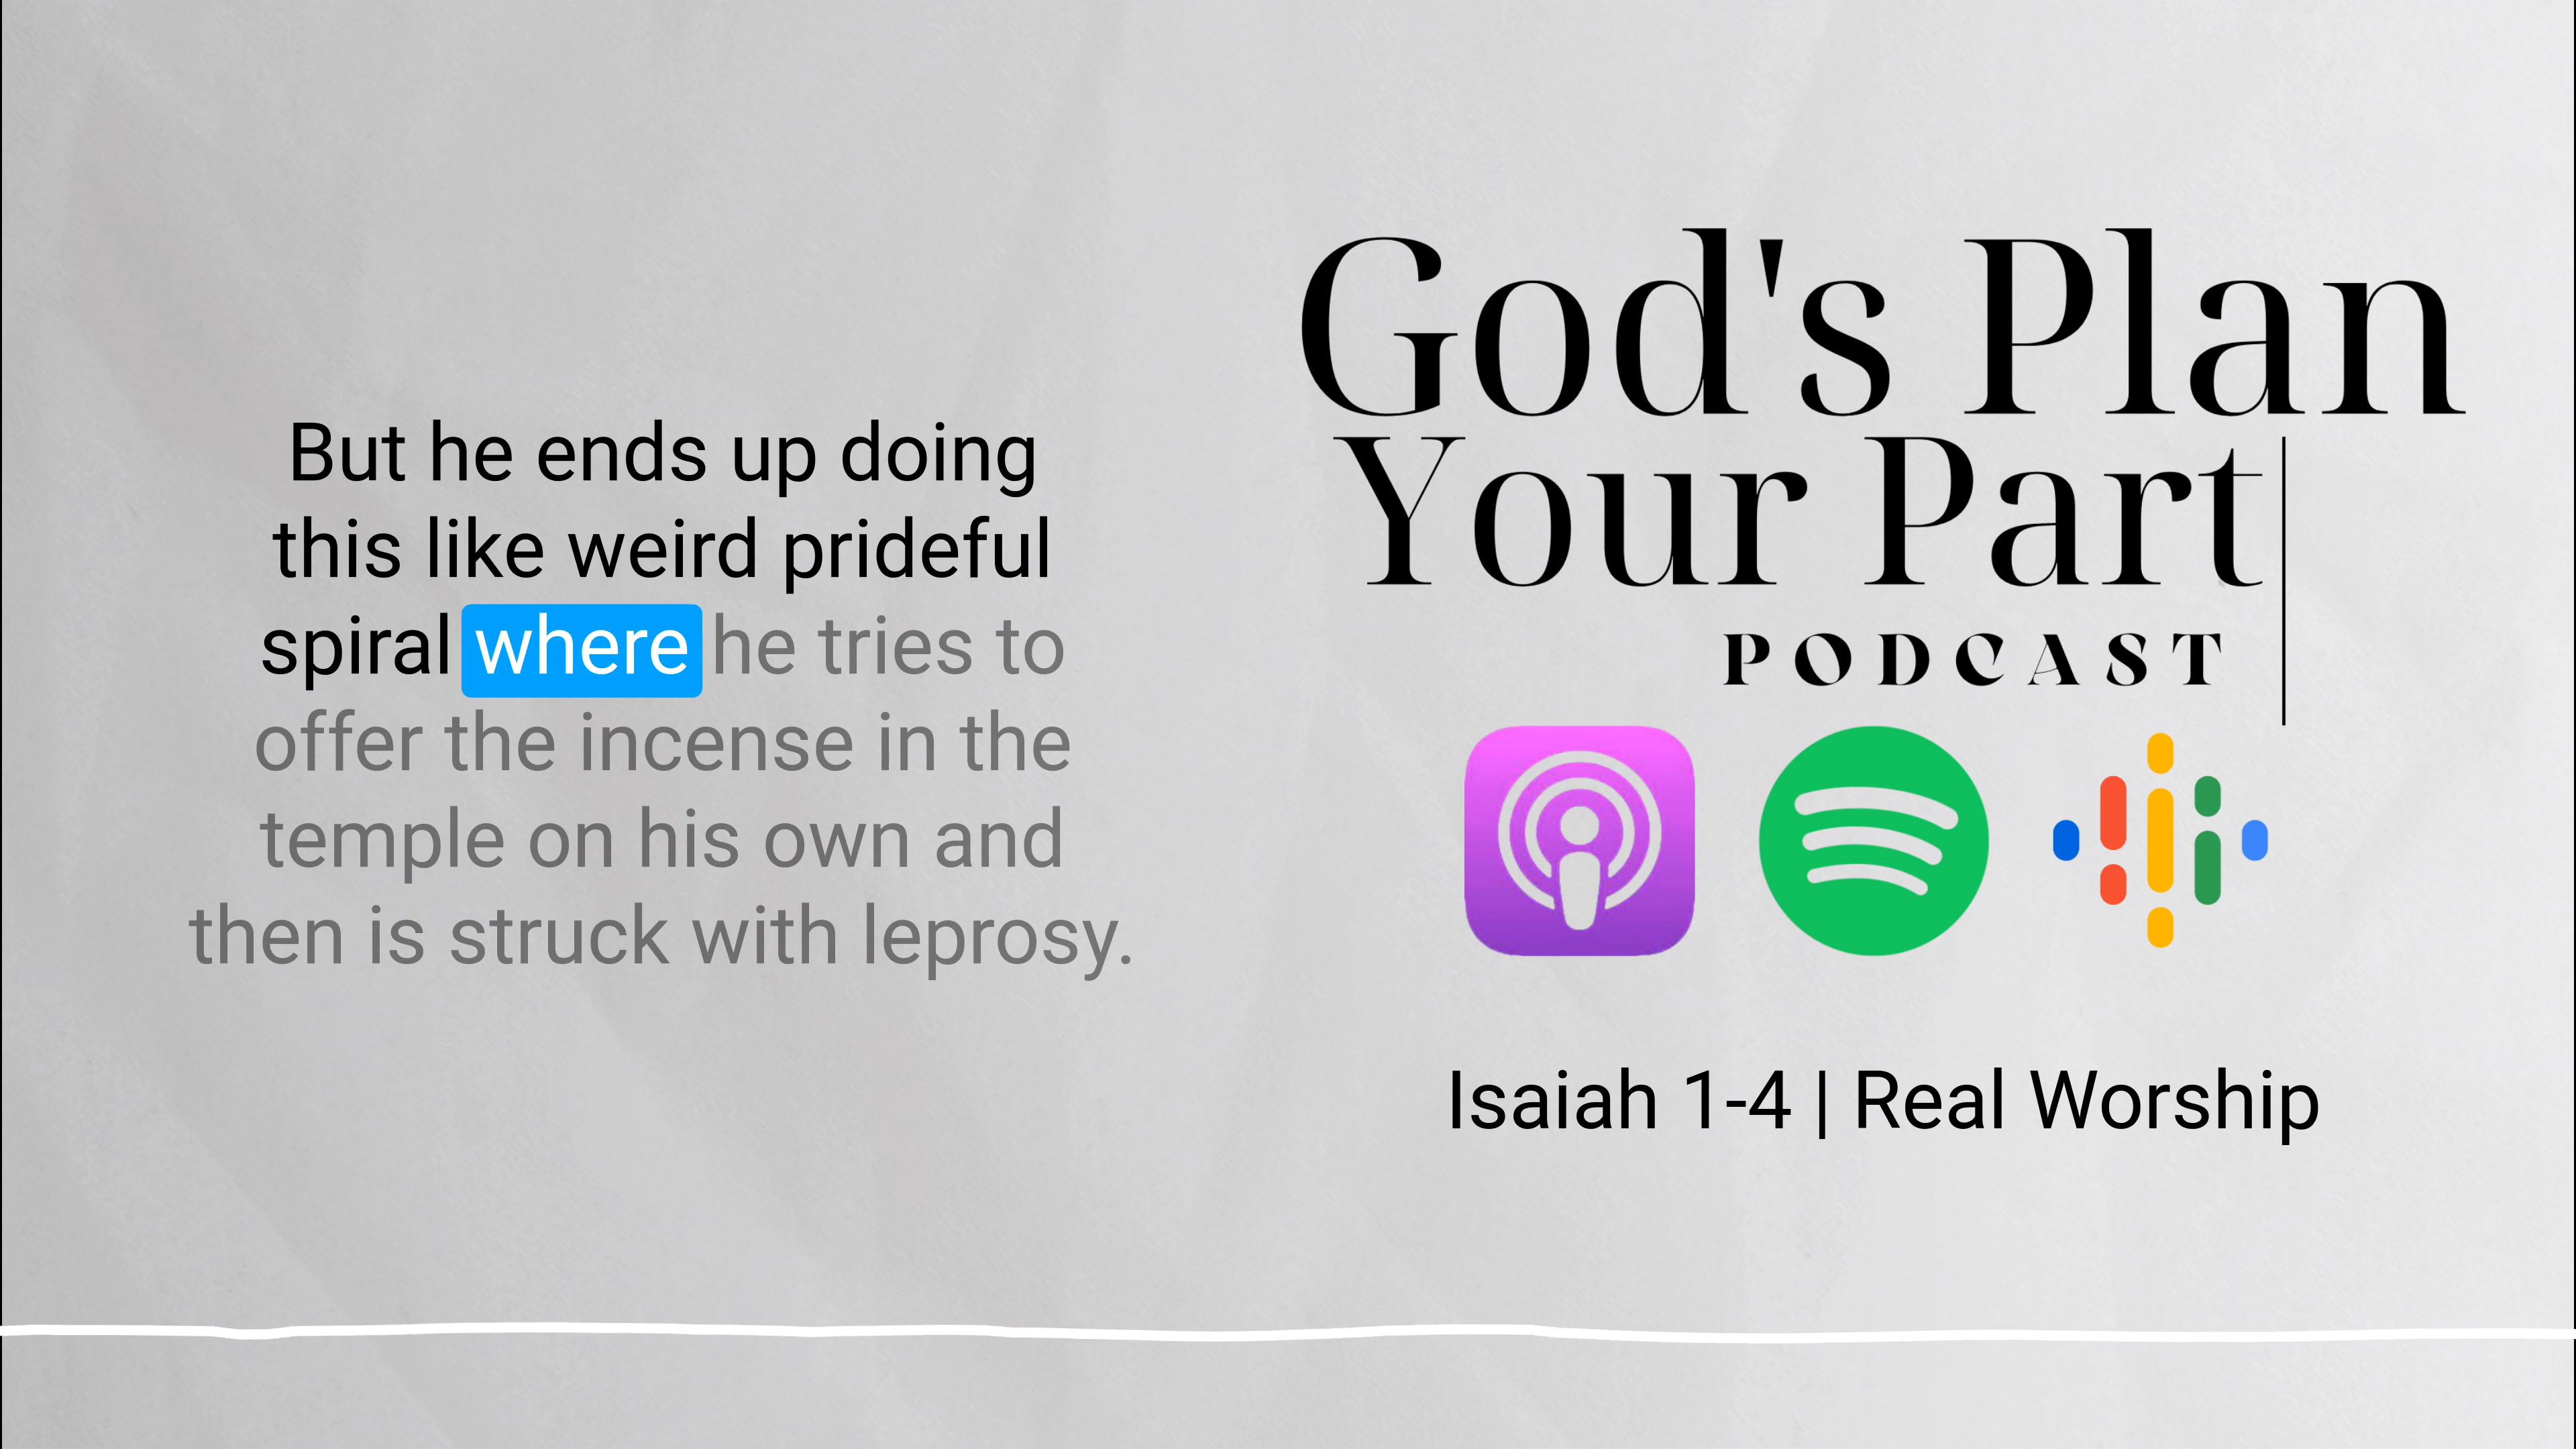 But he ends up doing
this like weird prideful
spiral where he tries to
offer the incense in the
temple on his own and
then is struck with leprosy.
God's Plan
Your Part
PODCAST
Isaiah 1-4 | Real Worship